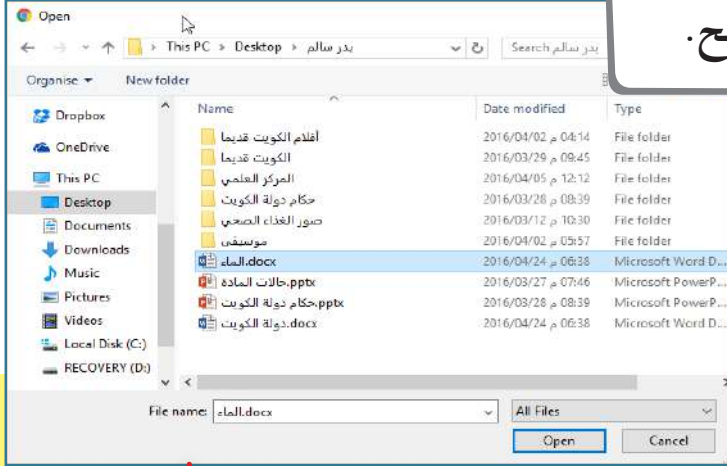 Open
This PC > Desktop > بدر سالم
Search بدر سالم
Organise
New folder
Name
Date modified
Type
Dropbox
OneDrive
This PC
Desktop
Documents
Downloads
Music
Pictures
Videos
Local Disk (C:)
RECOVERY (D:)
أفلام الكويت قديما 2016/04/02 م 04:14 File folder
الكويت قديما 2016/03/29 م 09:45 File folder
المركز العلمي 2016/04/05 م 12:12 File folder
حكام دولة الكويت 2016/03/28 م 08:39 File folder
صور الغذاء الصحي 2016/03/12 م 10:30 File folder
موسيقى 2016/04/02 م 05:57 File folder
الماء.docx 2016/04/24 م 06:38 Microsoft Word D...
حالات المادة.pptx 2016/03/27 م 07:46 Microsoft PowerP...
حكام دولة الكويت.pptx 2016/03/28 م 08:39 Microsoft PowerP...
دولة الكويت.docx 2016/04/24 م 06:38 Microsoft Word D...
File name: الماء.docx
All Files
Open
Cancel